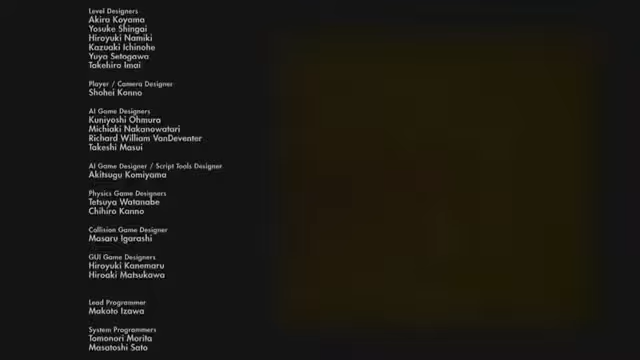 Level Designers
Akira Koyama
Yosuke Shingai
Hiroyuki Namiki
Kazuaki Ichinohe
Yuya Setogawa
Takehiro Imai
Player / Camera Designer
Shohei Konno
AI Game Designers
Kuniyoshi Ohmura
Michiaki Nakanowatari
Richard William VanDeventer
Takeshi Masui
AI Game Designer / Script Tools Designer
Akitsugu Komiyama
Physics Game Designers
Tetsuya Watanabe
Chihiro Kanno
Collision Game Designer
Masaru Igarashi
GUI Game Designers
Hiroyuki Kanemaru
Hiroaki Matsukawa
Lead Programmer
Makoto Izawa
System Programmers
Tomonori Morita
Masatoshi Sato